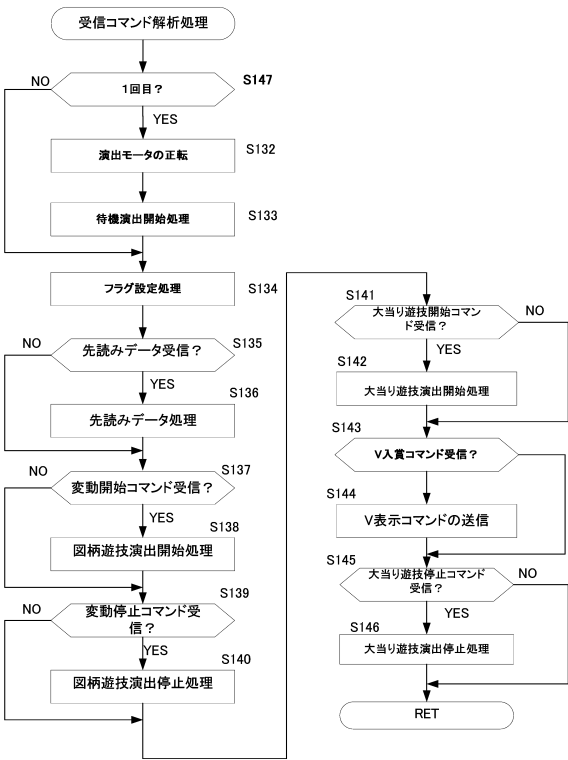 受信コマンド解析処理
NO
1回目?
S147
YES
演出モータの正転
S132
待機演出開始処理
S133
フラグ設定処理
S134
NO
先読みデータ受信?
S135
YES
S136
先読みデータ処理
NO
S137
変動開始コマンド受信?
YES
S138
図柄遊技演出開始処理
S139
NO
変動停止コマンド受
信?
YES
S140
図柄遊技演出停止処理
S141
大当り遊技開始コマン
ド受信?
NO
YES
S142
大当り遊技演出開始処理
S143
V入賞コマンド受信?
S144
V表示コマンドの送信
S145
大当り遊技停止コマンド
受信?
NO
YES
S146
大当り遊技演出停止処理
RET